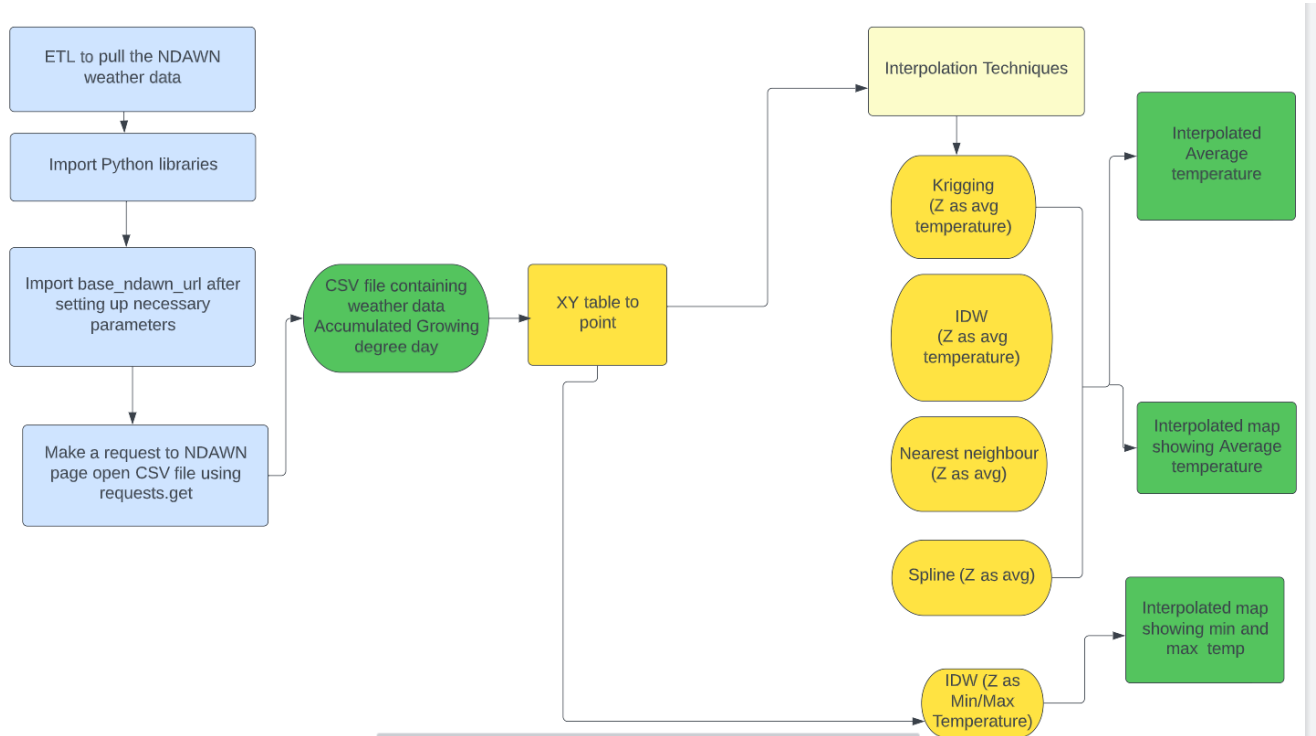 ETL to pull the NDAWN
weather data
Import Python libraries
Import base_ndawn_url after
setting up necessary
parameters
Make a request to NDAWN
page open CSV file using
requests.get
CSV file containing
weather data
Accumulated Growing
degree day
XY table to
point
Interpolation Techniques
Krigging
(Z as avg
temperature)
IDW
(Z as avg
temperature)
Nearest neighbour
(Z as avg)
Spline (Z as avg)
IDW (Z as
Min/Max
Temperature)
Interpolated
Average
temperature
Interpolated map
showing Average
temperature
Interpolated map
showing min and
max temp